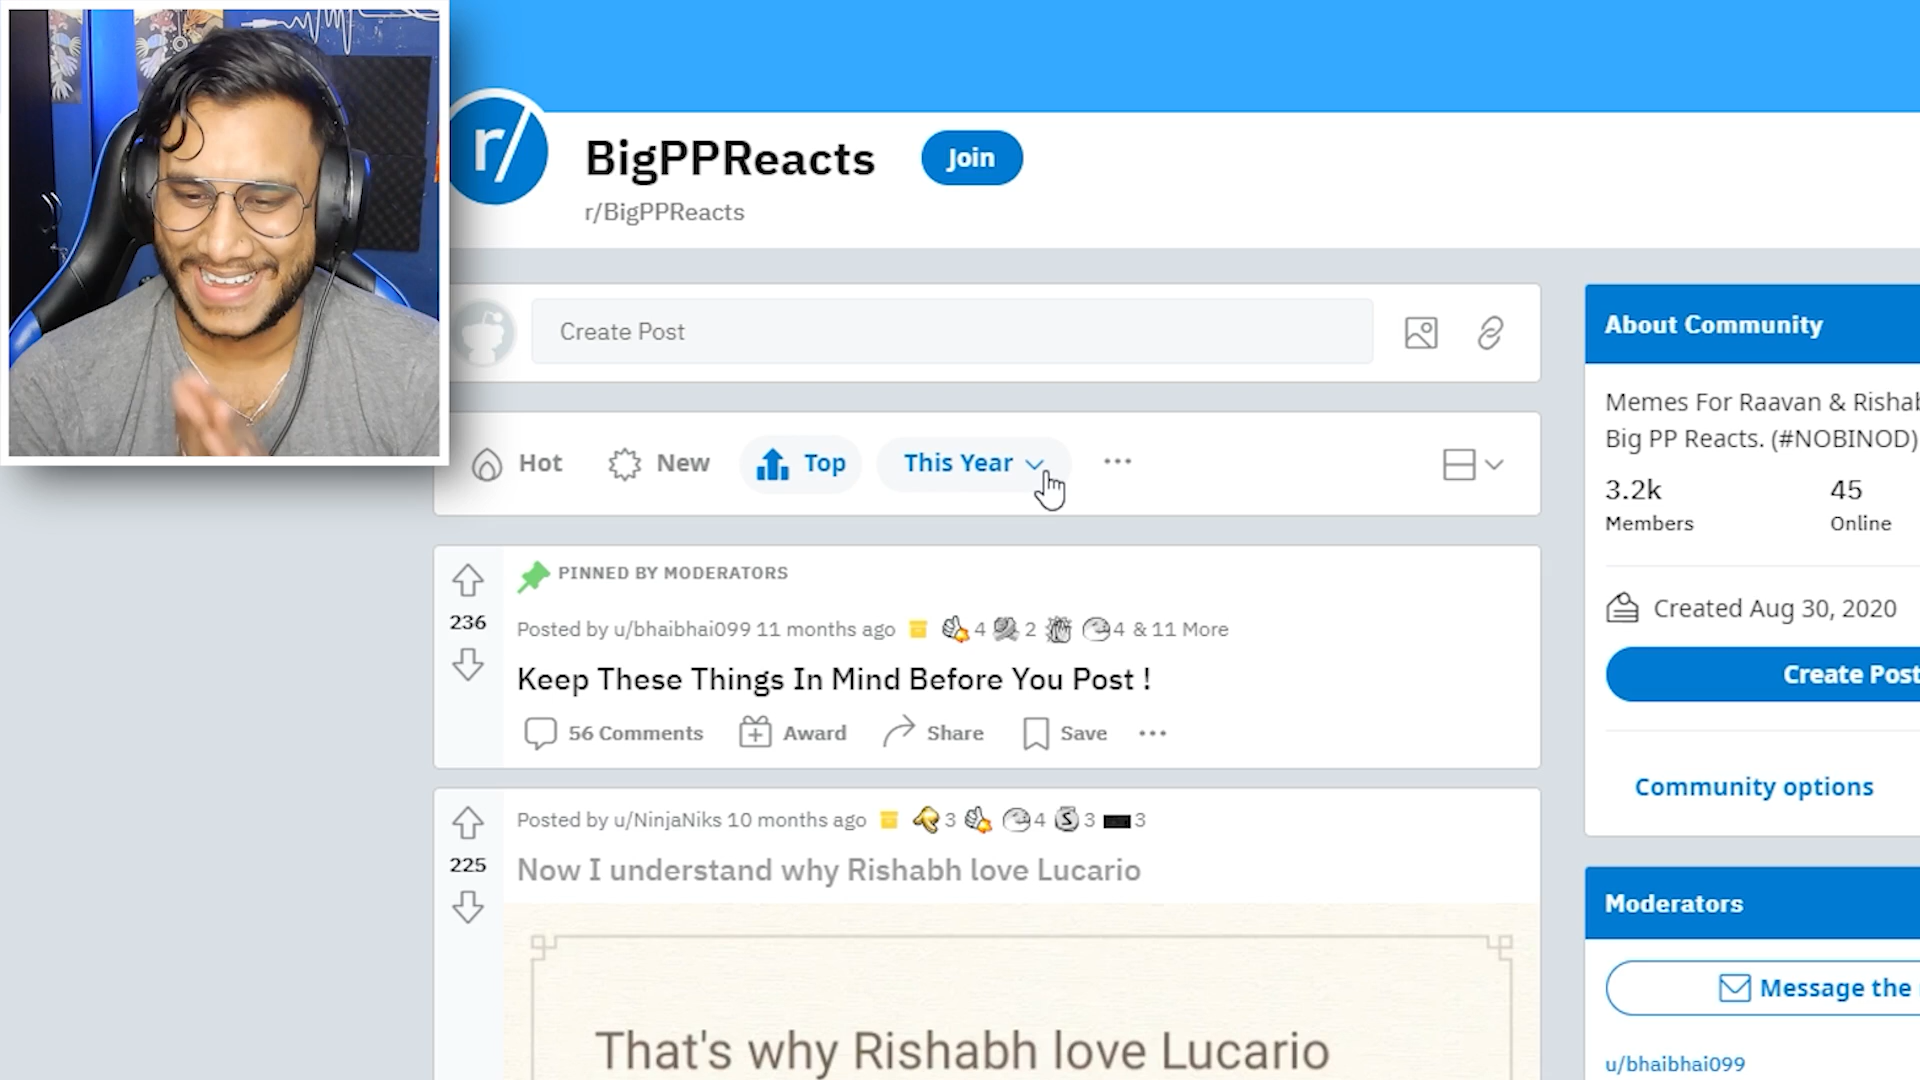 r/
BigPPReacts
Join
r/BigPPReacts
Create Post
Hot
New
Top
This Year
About Community
Memes For Raavan &
Big PP Reacts. (#NOBINOD)
3.2k
Members
45
Online
Created Aug 30, 2020
Create Post
Community options
PINNED BY MODERATORS
236
Posted by u/bhaibhai099 11 months ago 4 2 4 & 11 More
Keep These Things In Mind Before You Post !
56 Comments
Award
Share
Save
Posted by u/NinjaNiks 10 months ago 3 4 3 3
225
Now I understand why Rishabh love Lucario
That's why Rishabh love Lucario
Moderators
Message the
u/bhaibhai099